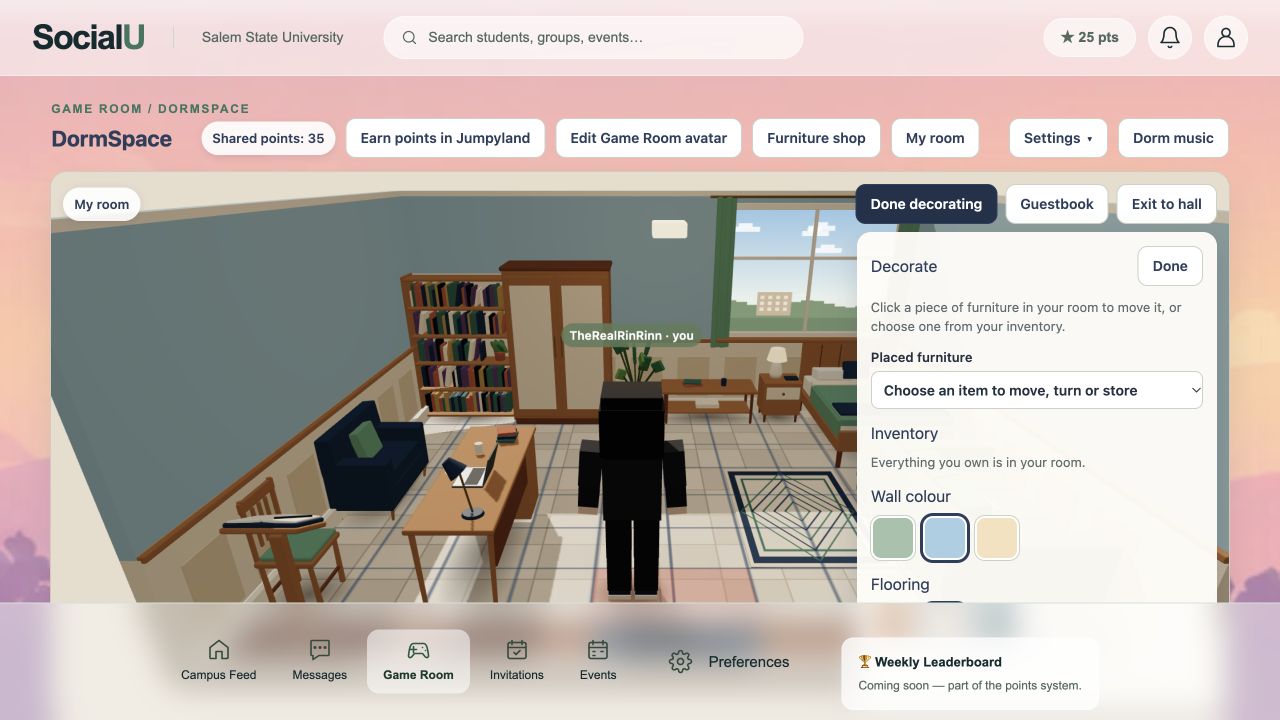 SocialU
Salem State University
Search students, groups, events…
★ 25 pts
GAME ROOM / DORMSPACE
DormSpace
Shared points: 35
Earn points in Jumpyland
Edit Game Room avatar
Furniture shop
My room
Settings ▾
Dorm music
My room
Done decorating
Guestbook
Exit to hall
TheRealRinRinn · you
Decorate
Done
Click a piece of furniture in your room to move it, or
choose one from your inventory.
Placed furniture
Choose an item to move, turn or store
Inventory
Everything you own is in your room.
Wall colour
Flooring
Campus Feed
Messages
Game Room
Invitations
Events
Preferences
🏆 Weekly Leaderboard
Coming soon — part of the points system.